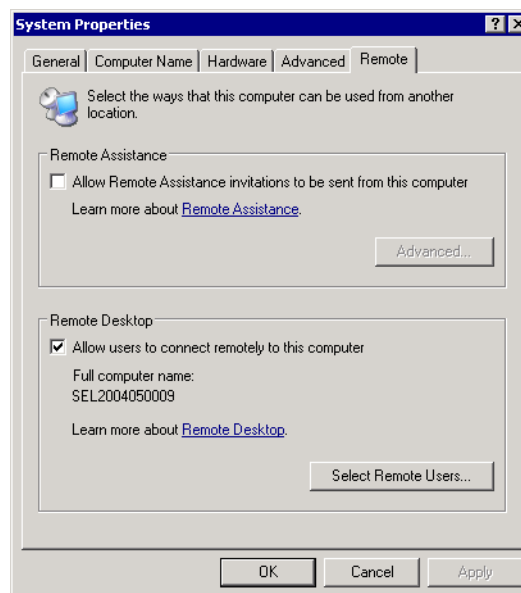 System Properties
General Computer Name Hardware Advanced Remote
Select the ways that this computer can be used from another
location.
Remote Assistance
Allow Remote Assistance invitations to be sent from this computer
Learn more about Remote Assistance.
Advanced...
Remote Desktop
Allow users to connect remotely to this computer
Full computer name:
SEL2004050009
Learn more about Remote Desktop.
Select Remote Users...
OK Cancel Apply